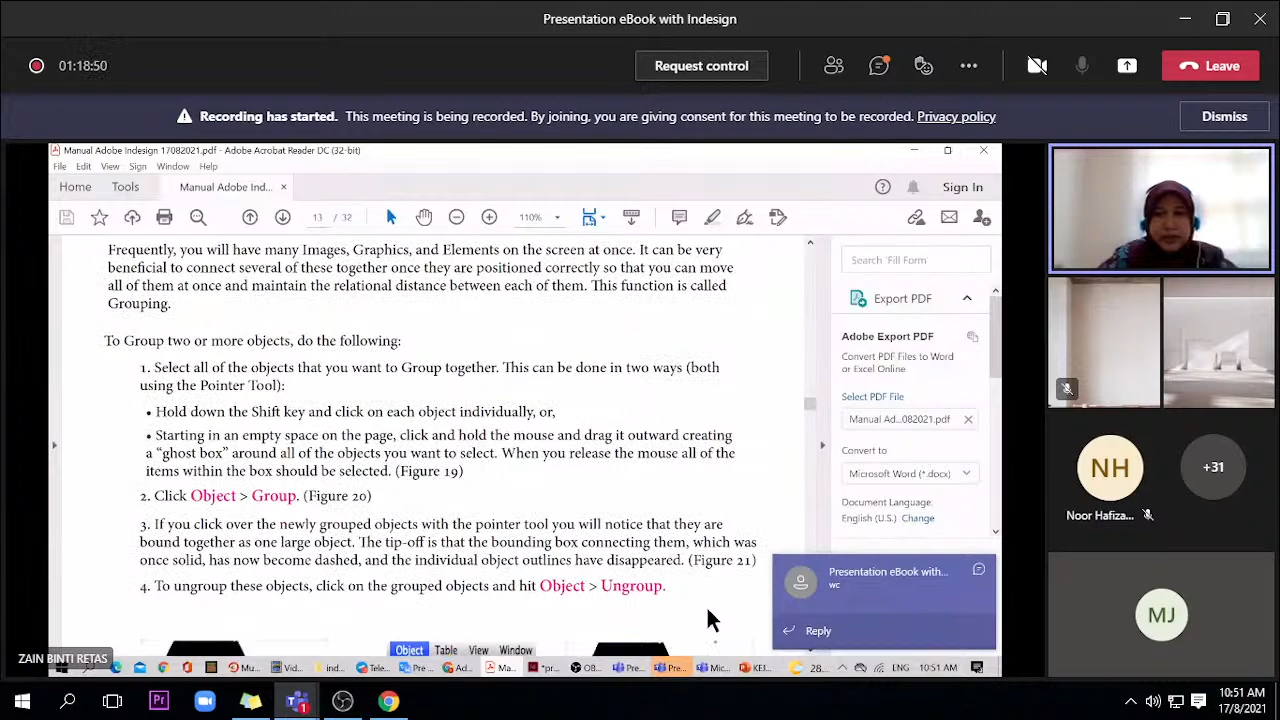 Presentation eBook with Indesign
01:18:50
Request control
Leave
Recording has started. This meeting is being recorded. By joining, you are giving consent for this meeting to be recorded. Privacy policy
Dismiss
Manual Adobe Indesign 17082021.pdf - Adobe Acrobat Reader DC (32-bit)
File Edit View Sign Window Help
Home Tools Manual Adobe Ind... × Sign In
13 / 32 110%
Frequently, you will have many Images, Graphics, and Elements on the screen at once. It can be very
beneficial to connect several of these together once they are positioned correctly so that you can move
all of them at once and maintain the relational distance between each of them. This function is called
Grouping.
To Group two or more objects, do the following:
1. Select all of the objects that you want to Group together. This can be done in two ways (both
using the Pointer Tool):
• Hold down the Shift key and click on each object individually, or,
• Starting in an empty space on the page, click and hold the mouse and drag it outward creating
a “ghost box” around all of the objects you want to select. When you release the mouse all of the
items within the box should be selected. (Figure 19)
2. Click Object > Group. (Figure 20)
3. If you click over the newly grouped objects with the pointer tool you will notice that they are
bound together as one large object. The tip-off is that the bounding box connecting them, which was
once solid, has now become dashed, and the individual object outlines have disappeared. (Figure 21)
4. To ungroup these objects, click on the grouped objects and hit Object > Ungroup.
Object Table View Window
Search 'Fill Form'
Export PDF
Adobe Export PDF
Convert PDF Files to Word
or Excel Online
Select PDF File
Manual Ad...082021.pdf
Convert to
Microsoft Word (*.docx)
Document Language:
English (U.S.) Change
Presentation eBook with...
wc
Reply
NH
Noor Hafiza...
+31
MJ
ZAIN BINTI RETAS
Mu... Vid... ind... Tele... Pre... Ad... Ma... *pr... OB... Pre... Pre... Micr... KEJ... 28... ENG 10:51 AM
Pr
1
10:51 AM
17/8/2021